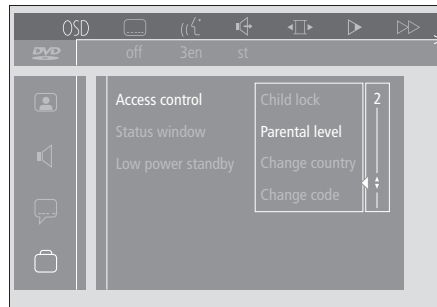 OSD
DVD off 3en st
Access control Child lock 2
Status window Parental level
Low power standby Change country
Change code